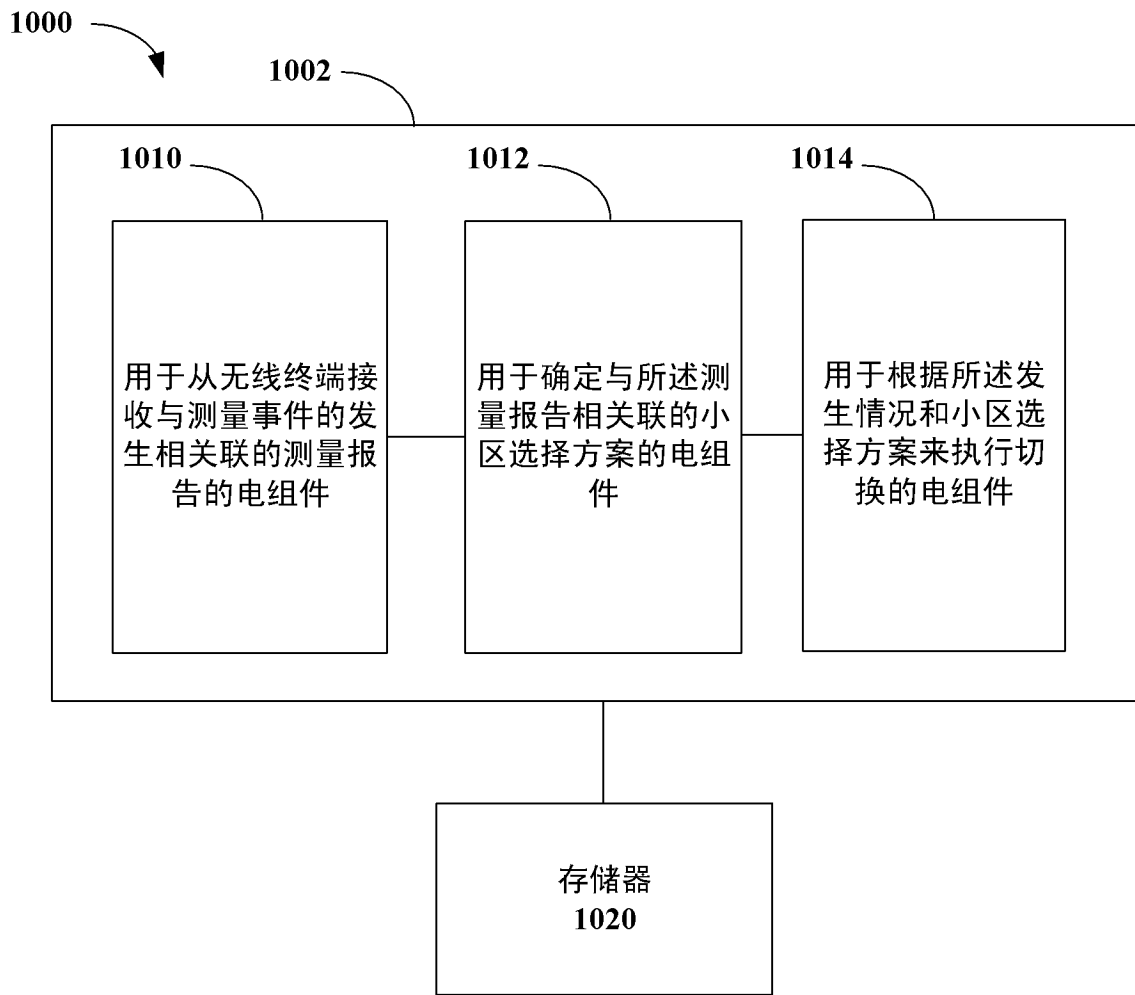 1000
1002
1010
1012
1014
用于从无线终端接
收与测量事件的发
生相关联的测量报
告的电组件
用于确定与所述测
量报告相关联的小
区选择方案的电组
件
用于根据所述发
生情况和小区选
择方案来执行切
换的电组件
存储器
1020